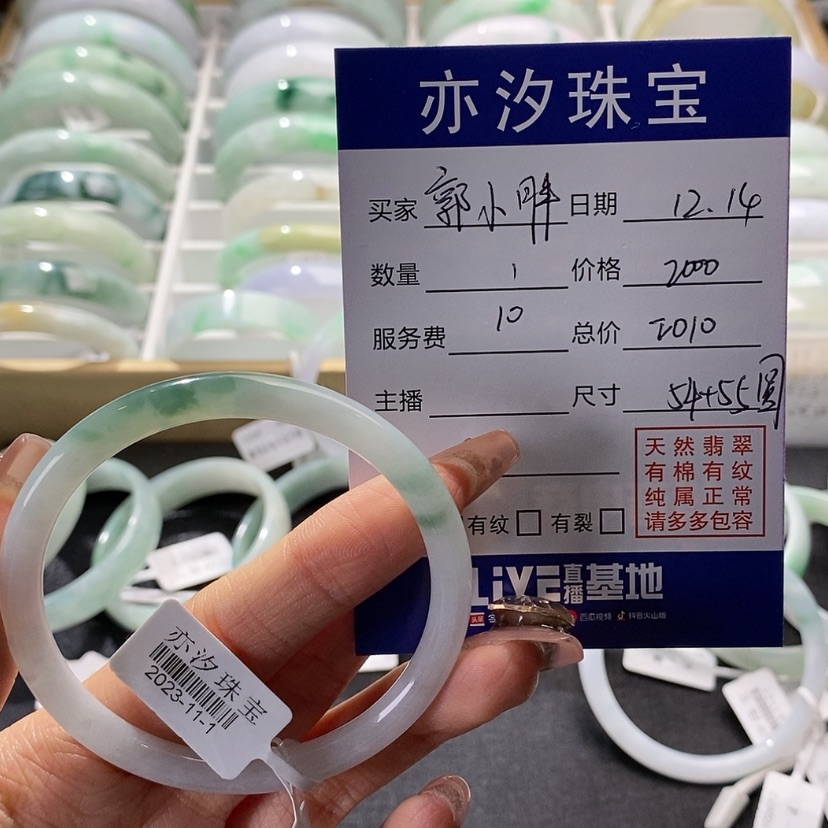 亦汐珠宝
买家 郭小胖 日期 12.14
数量 1 价格 2000
服务费 10 总价 2010
主播 尺寸 54+55圆
天然翡翠
有棉有纹
纯属正常
请多多包容
有纹 有裂
LiVE直播基地
头条 西瓜视频 抖音火山版
亦汐珠宝
2023-11-1